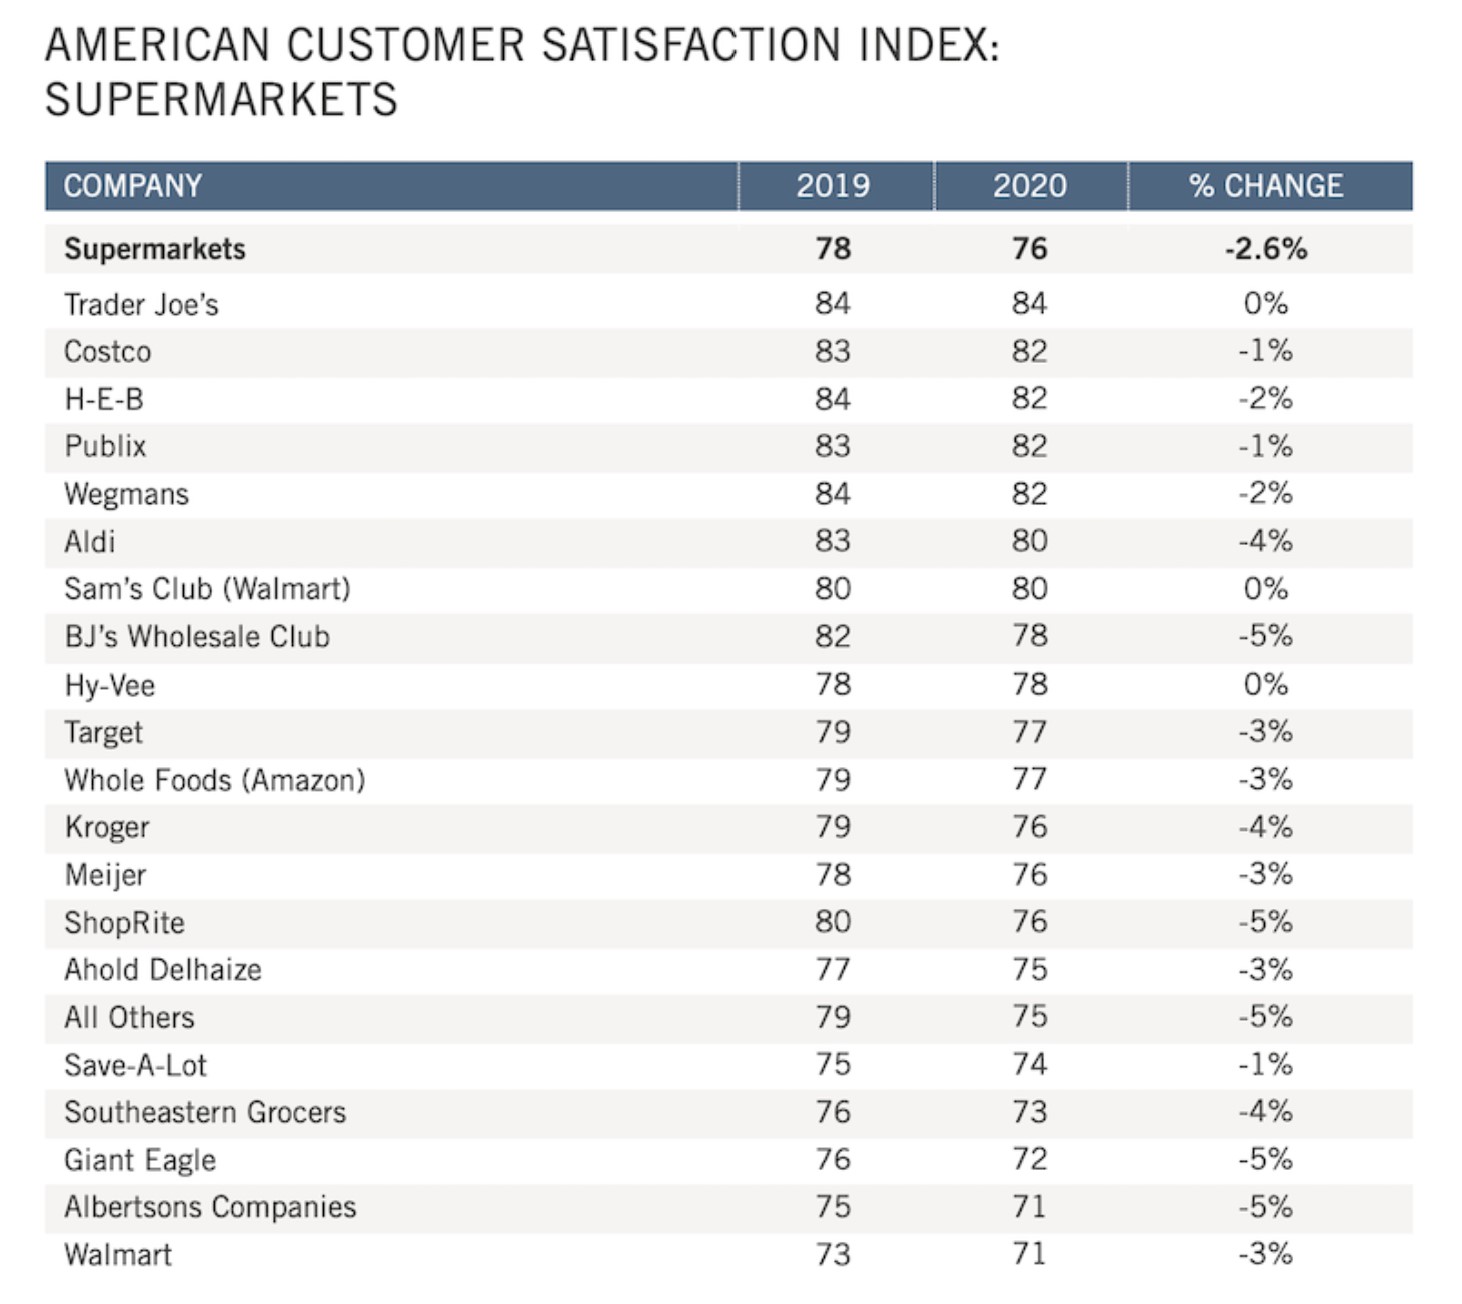 AMERICAN CUSTOMER SATISFACTION INDEX:
SUPERMARKETS
COMPANY 2019 2020 % CHANGE
Supermarkets 78 76 -2.6%
Trader Joe's 84 84 0%
Costco 83 82 -1%
H-E-B 84 82 -2%
Publix 83 82 -1%
Wegmans 84 82 -2%
Aldi 83 80 -4%
Sam's Club (Walmart) 80 80 0%
BJ's Wholesale Club 82 78 -5%
Hy-Vee 78 78 0%
Target 79 77 -3%
Whole Foods (Amazon) 79 77 -3%
Kroger 79 76 -4%
Meijer 78 76 -3%
ShopRite 80 76 -5%
Ahold Delhaize 77 75 -3%
All Others 79 75 -5%
Save-A-Lot 75 74 -1%
Southeastern Grocers 76 73 -4%
Giant Eagle 76 72 -5%
Albertsons Companies 75 71 -5%
Walmart 73 71 -3%